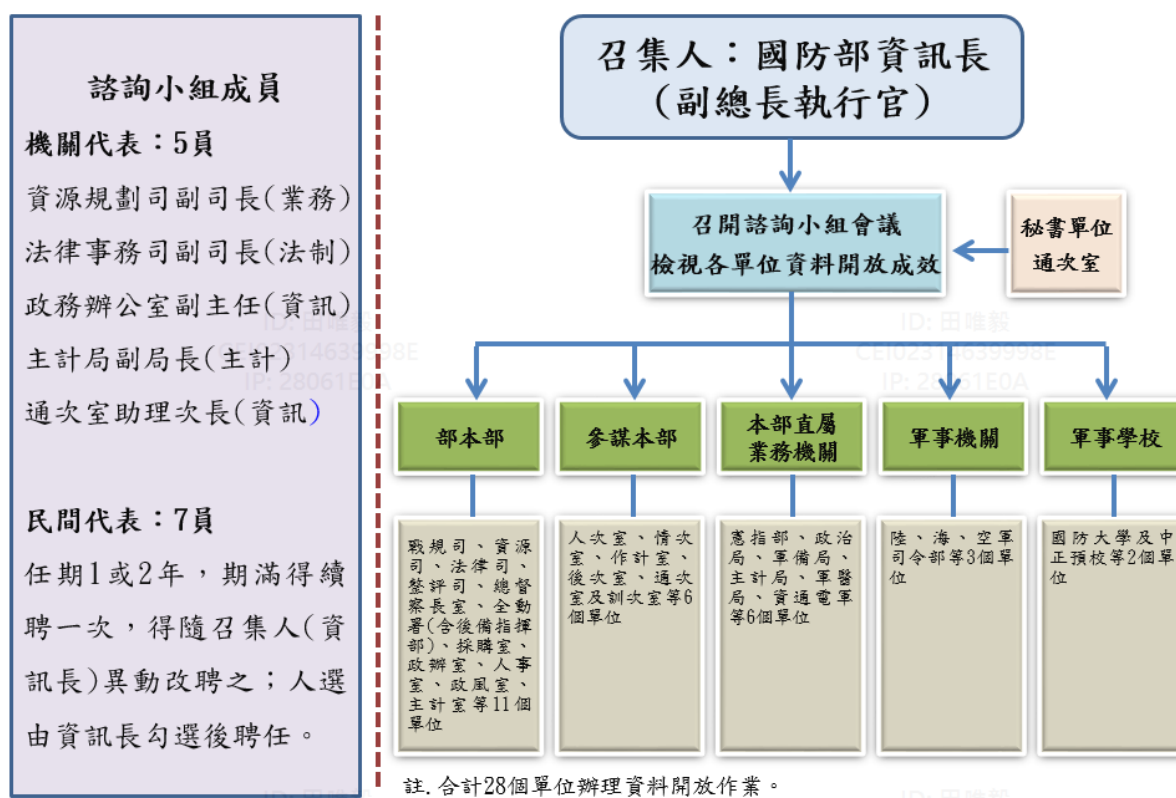 諮詢小組成員
機關代表：5員
資源規劃司副司長(業務)
法律事務司副司長(法制)
政務辦公室副主任(資訊)
主計局副局長(主計)
通次室助理次長(資訊)
民間代表：7員
任期1或2年，期滿得續
聘一次，得隨召集人(資
訊長)異動改聘之；人選
由資訊長勾選後聘任。
召集人：國防部資訊長
(副總長執行官)
召開諮詢小組會議
檢視各單位資料開放成效
秘書單位
通次室
部本部
參謀本部
本部直屬
業務機關
軍事機關
軍事學校
戰規司、資源
司、法律司、
整評司、總督
察長室、全動
署(含後備指揮
部)、採購室、
政辦室、人事
室、政風室、
主計室等11個
單位
人次室、情次
室、作計室、
後次室、通次
室及訓次室等6
個單位
憲指部、政治
局、軍備局、
主計局、軍醫
局、資通電軍
等6個單位
陸、海、空軍
司令部等3個單
位
國防大學及中
正預校等2個單
位
註.合計28個單位辦理資料開放作業。
ID: 田唯毅
CEI02314639998E
IP: 28061E0A
ID: 田唯毅
CEI02314639998E
IP: 28061E0A